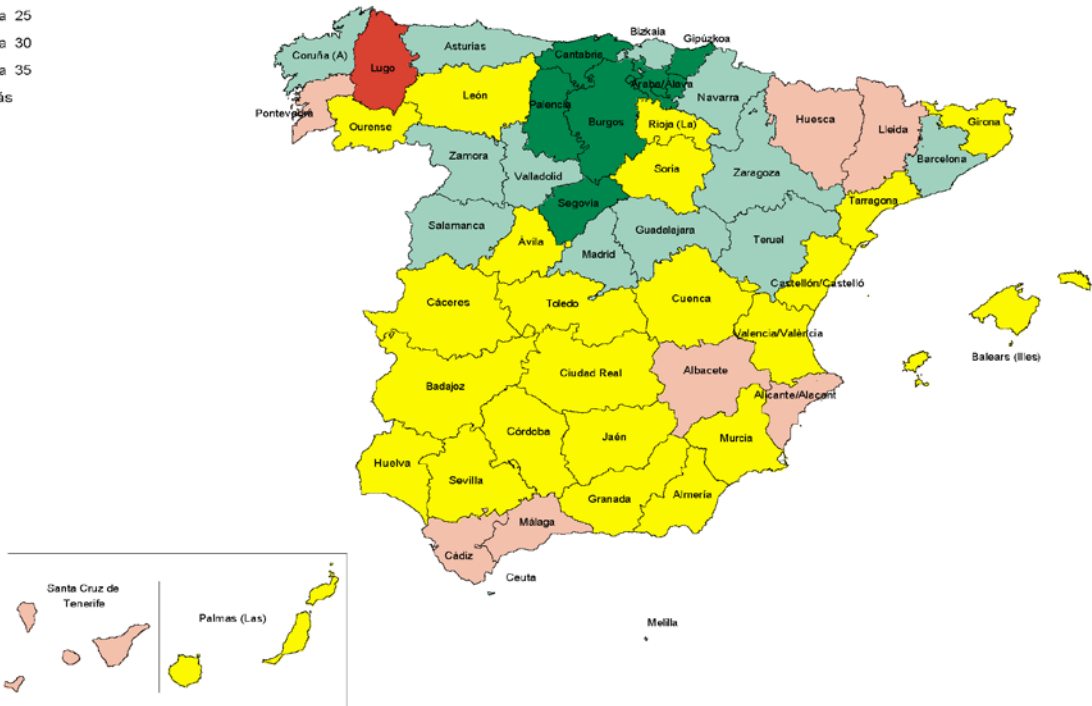 a 25
a 30
a 35
ás
Coruña (A)
Lugo
Asturias
Cantabria
Bizkaia
Gipúzkoa
Araba/Álava
Navarra
Pontevedra
Ourense
León
Palencia
Burgos
Rioja (La)
Huesca
Lleida
Girona
Barcelona
Zamora
Valladolid
Soria
Zaragoza
Tarragona
Segovia
Salamanca
Ávila
Madrid
Guadalajara
Teruel
Castellón/Castelló
Cáceres
Toledo
Cuenca
Valencia/València
Balears (Illes)
Badajoz
Ciudad Real
Albacete
Alicante/Alacant
Córdoba
Jaén
Murcia
Huelva
Sevilla
Granada
Almería
Málaga
Cádiz
Ceuta
Melilla
Santa Cruz de
Tenerife
Palmas (Las)